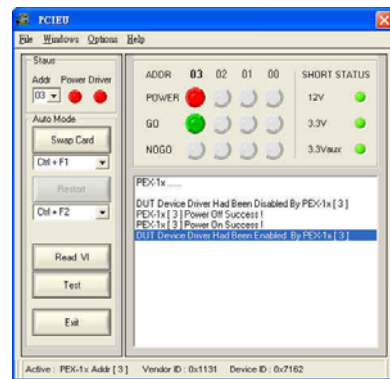 PCIEU
File Windows Options Help
Staus
Addr Power Driver
03
Auto Mode
Swap Card
Ctrl + F1
Restart
Ctrl + F2
Read VI
Test
Exit
ADDR 03 02 01 00 SHORT STATUS
POWER 12V
GO 3.3V
NOGO 3.3Vaux
PEX-1x ......
DUT Device Driver Had Been Disabled By PEX-1x [ 3 ]
PEX-1x [ 3 ] Power Off Success !
PEX-1x [ 3 ] Power On Success !
DUT Device Driver Had Been Enabled By PEX-1x [ 3 ]
Active : PEX-1x Addr [ 3 ] Vendor ID : 0x1131 Device ID : 0x7162